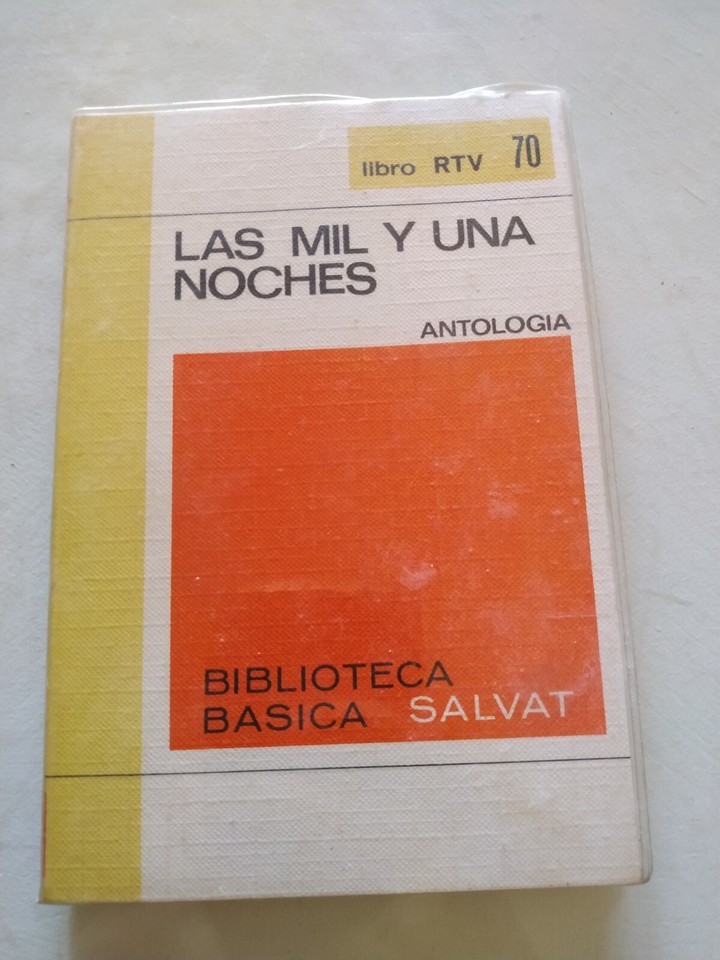 libro RTV 70
LAS MIL Y UNA
NOCHES
ANTOLOGIA
BIBLIOTECA
BASICA SALVAT